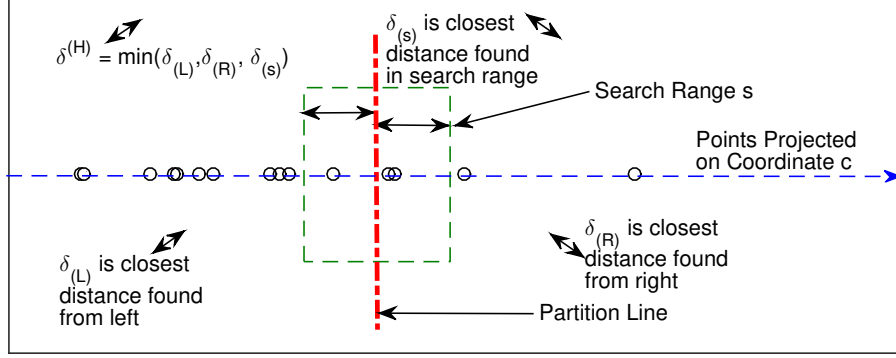 δ(H) = min(δ(L),δ(R), δ(s))
δ(s) is closest
distance found
in search range
Search Range s
Points Projected
on Coordinate c
δ(L) is closest
distance found
from left
δ(R) is closest
distance found
from right
Partition Line